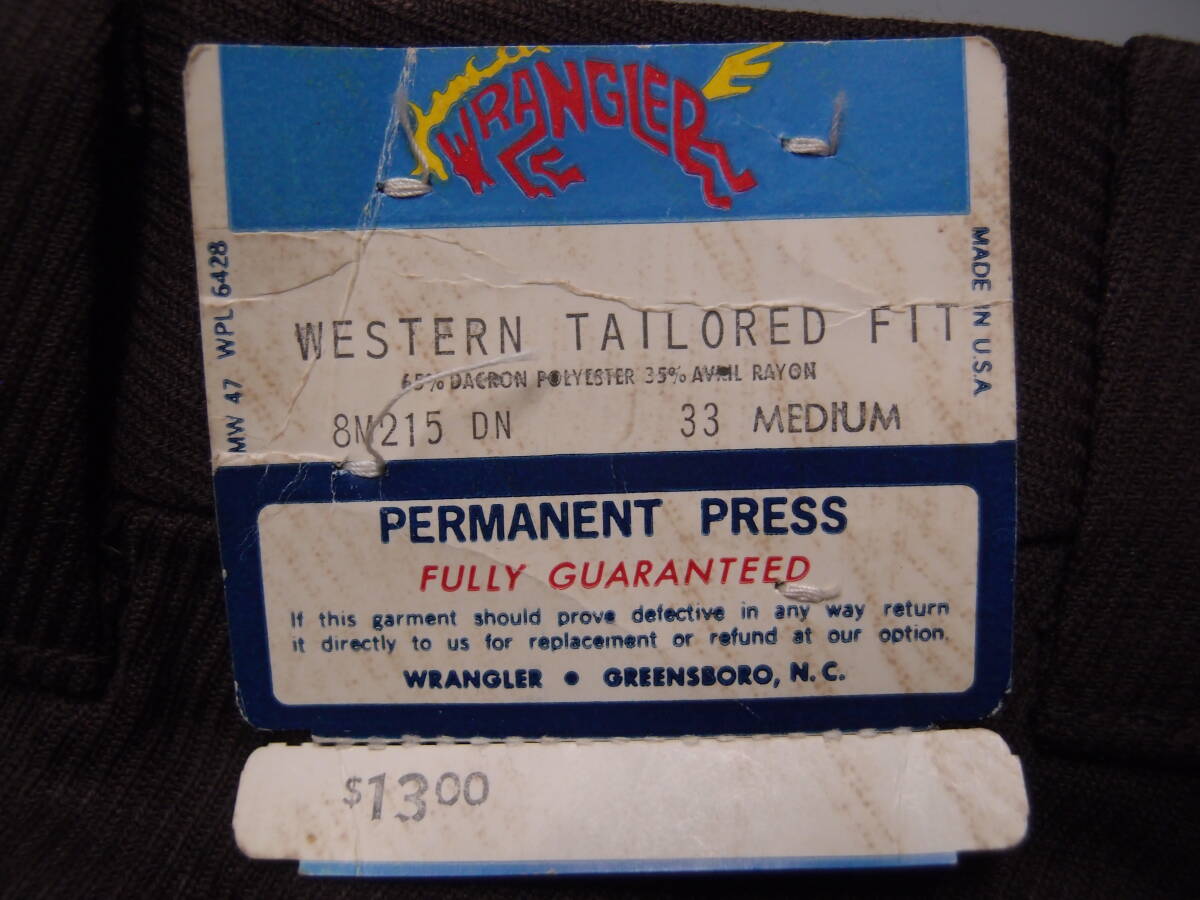 WRANGLER
MW 47 WPL 6428
MADE IN U.S.A.
WESTERN TAILORED FIT
65% DACRON POLYESTER 35% AVRIL RAYON
8M215 DN 33 MEDIUM
PERMANENT PRESS
FULLY GUARANTEED
If this garment should prove defective in any way return
it directly to us for replacement or refund at our option.
WRANGLER • GREENSBORO, N.C.
$13.00